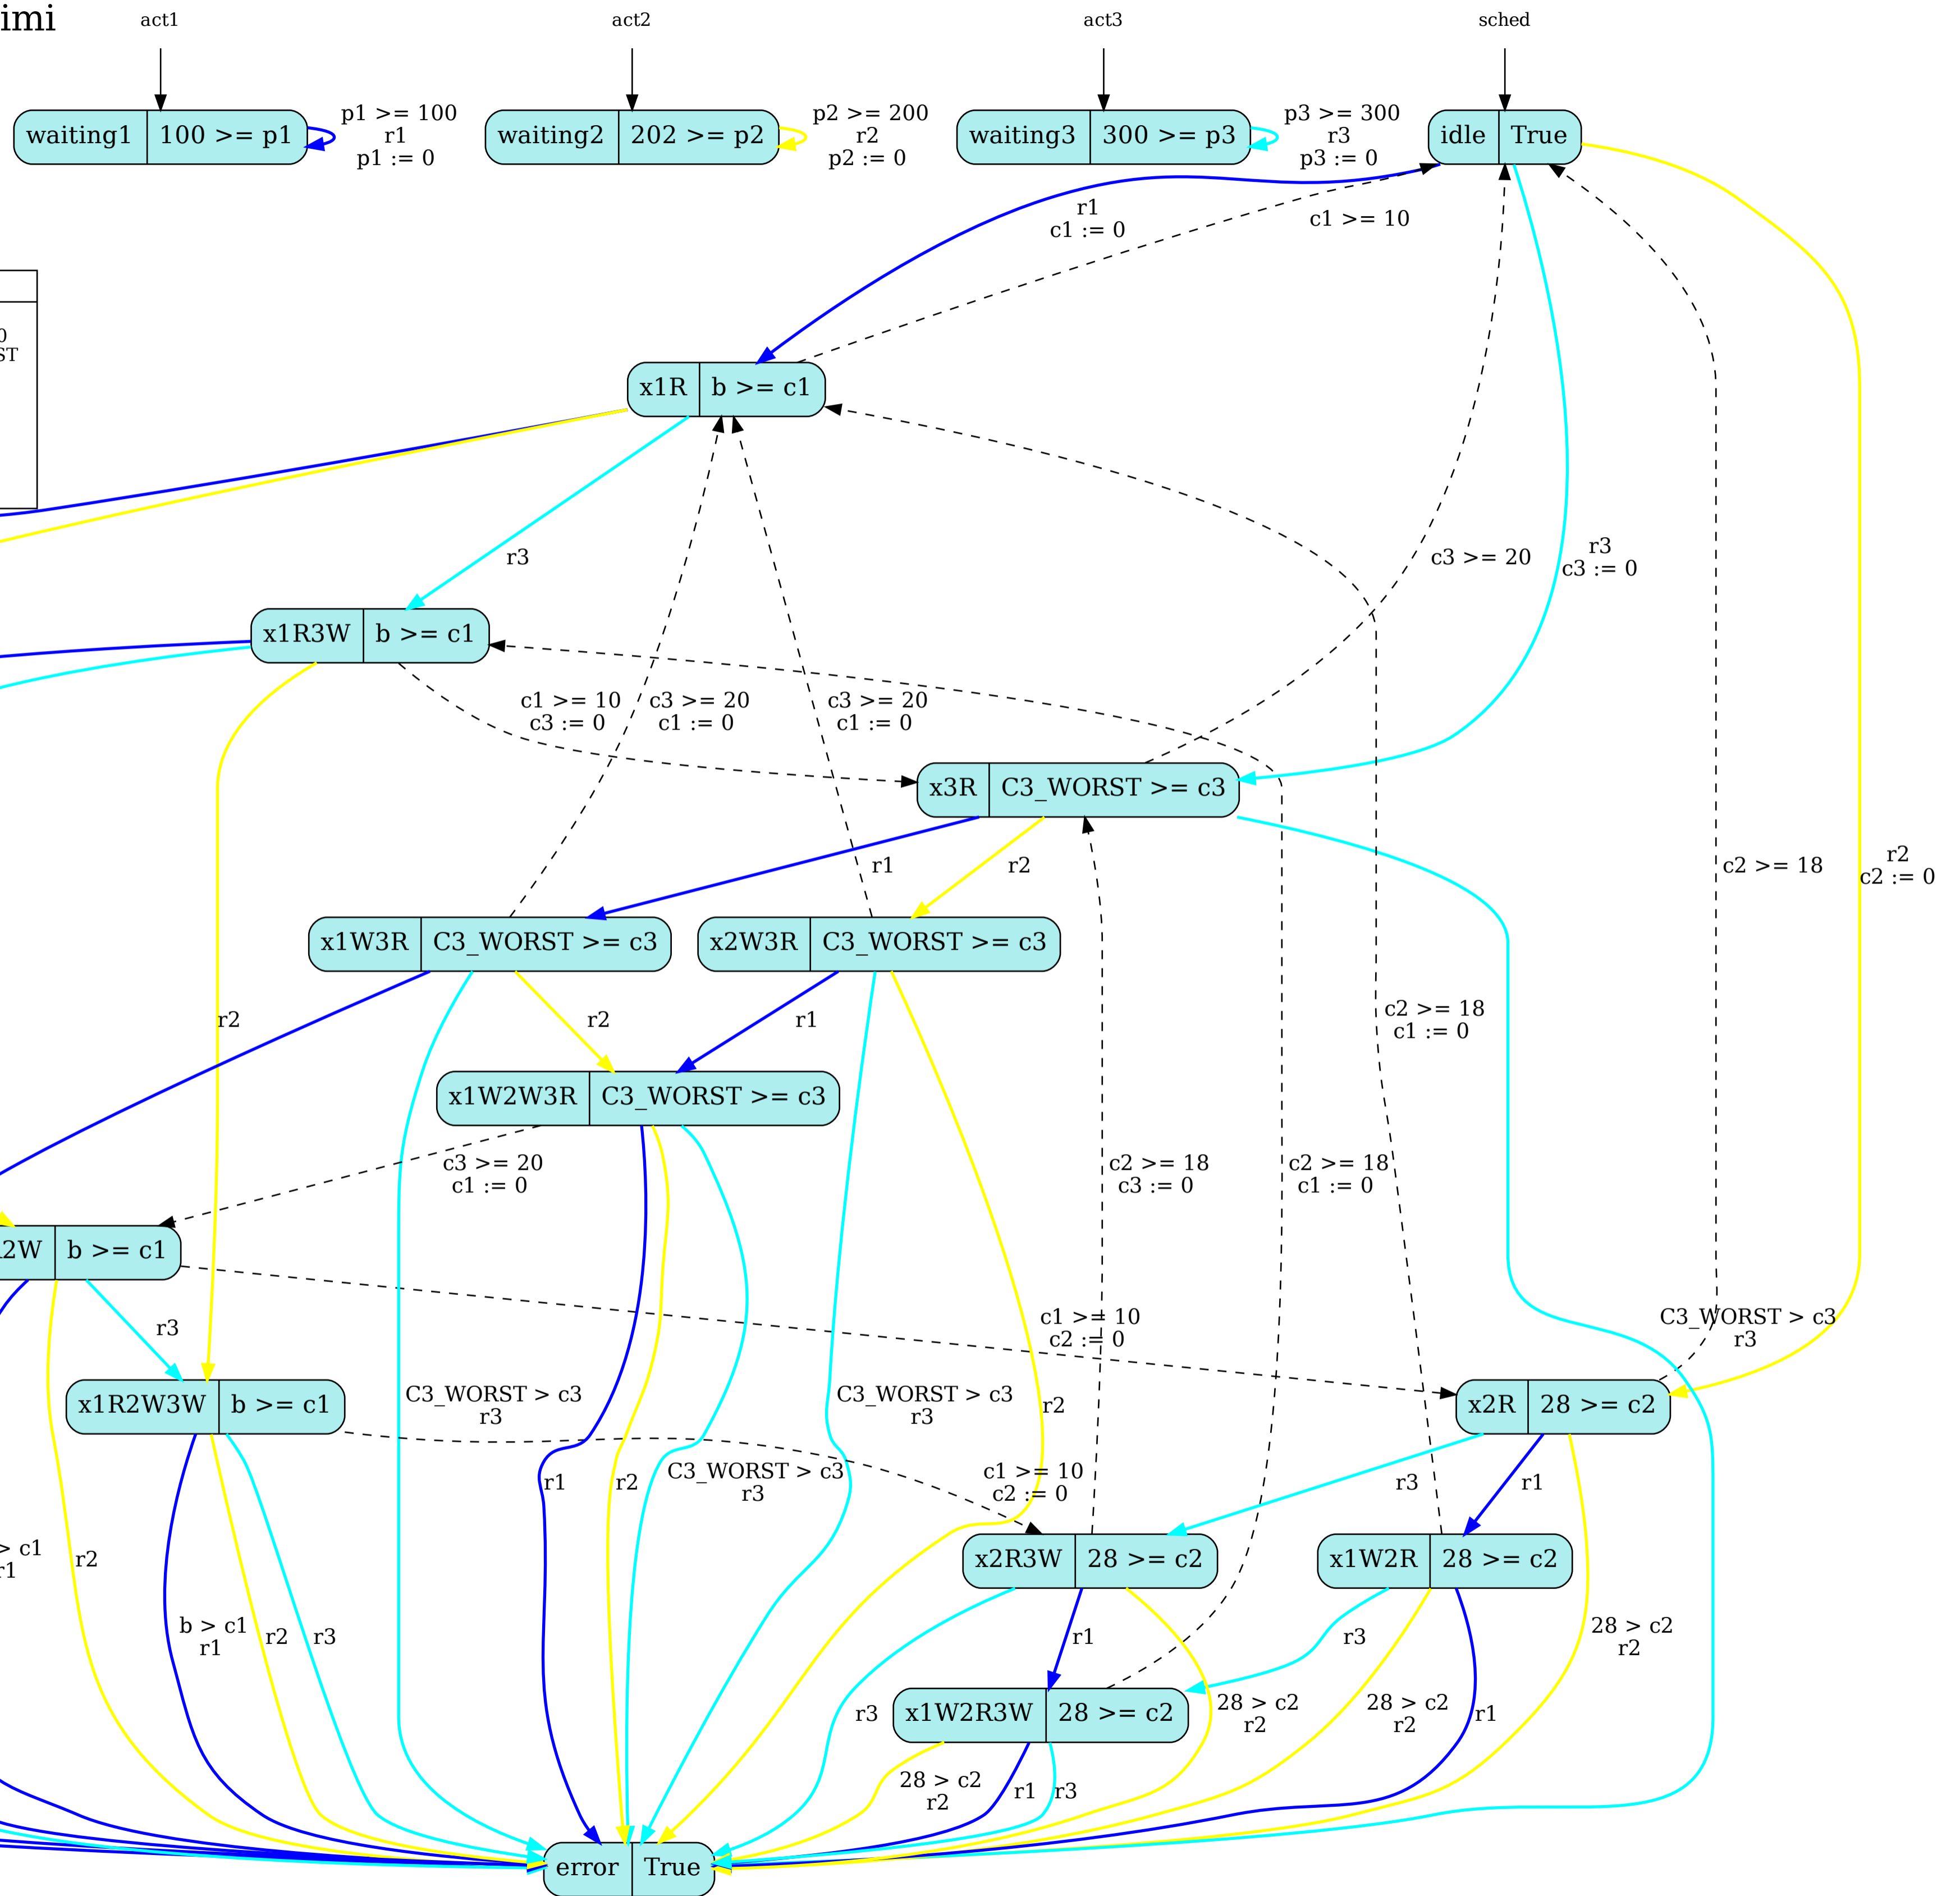 imi
act1
act2
act3
sched
waiting1
100 >= p1
p1 >= 100
r1
p1 := 0
waiting2
202 >= p2
p2 >= 200
r2
p2 := 0
waiting3
300 >= p3
p3 >= 300
r3
p3 := 0
idle
True
r1
c1 := 0
c1 >= 10
0
ST
x1R
b >= c1
r3
c3 >= 20
r3
c3 := 0
x1R3W
b >= c1
c1 >= 10
c3 := 0
c3 >= 20
c1 := 0
c3 >= 20
c1 := 0
x3R
C3_WORST >= c3
r1
r2
c2 >= 18
r2
c2 := 0
x1W3R
C3_WORST >= c3
x2W3R
C3_WORST >= c3
r2
r2
r1
c2 >= 18
c1 := 0
x1W2W3R
C3_WORST >= c3
c3 >= 20
c1 := 0
c2 >= 18
c3 := 0
c2 >= 18
c1 := 0
2W
b >= c1
r3
c1 >= 10
c2 := 0
C3_WORST > c3
r3
x1R2W3W
b >= c1
C3_WORST > c3
r3
C3_WORST > c3
r3
r2
x2R
28 >= c2
r1
r2
C3_WORST > c3
r3
c1 >= 10
c2 := 0
r3
r1
> c1
r1
r2
x2R3W
28 >= c2
x1W2R
28 >= c2
b > c1
r1
r2
r3
r1
r3
28 > c2
r2
x1W2R3W
28 >= c2
r3
28 > c2
r2
28 > c2
r2
r1
28 > c2
r2
r1
r3
error
True